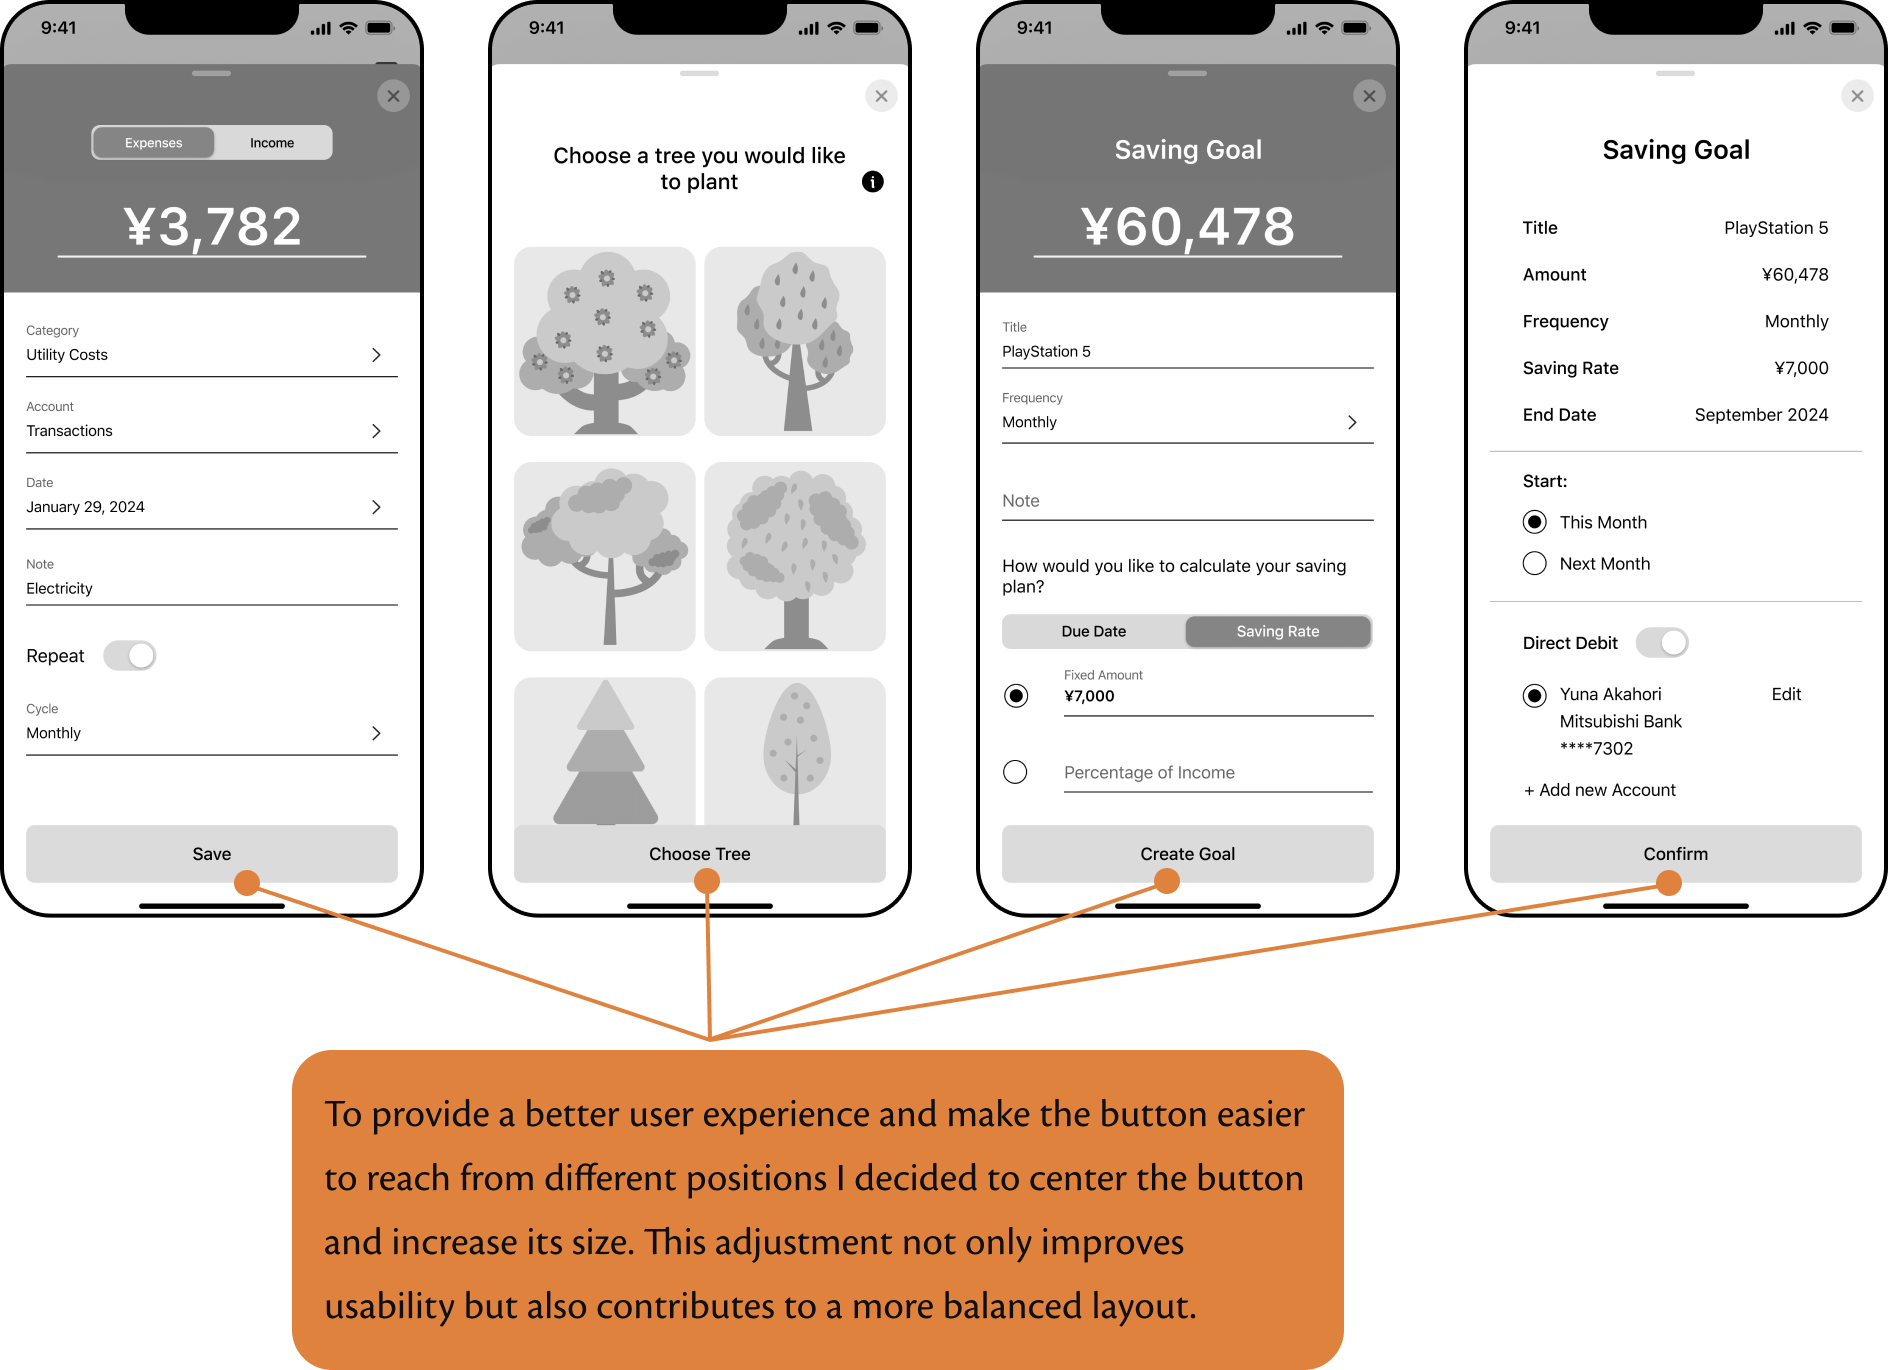 9:41
Expenses
Income
¥3,782
Category
Utility Costs
Account
Transactions
Date
January 29, 2024
Note
Electricity
Repeat
Cycle
Monthly
Save
9:41
Choose a tree you would like
to plant
i
Choose Tree
9:41
Saving Goal
¥60,478
Title
PlayStation 5
Frequency
Monthly
Note
How would you like to calculate your saving
plan?
Due Date
Saving Rate
Fixed Amount
¥7,000
Percentage of Income
Create Goal
9:41
Saving Goal
Title PlayStation 5
Amount ¥60,478
Frequency Monthly
Saving Rate ¥7,000
End Date September 2024
Start:
This Month
Next Month
Direct Debit
Yuna Akahori Edit
Mitsubishi Bank
****7302
+ Add new Account
Confirm
To provide a better user experience and make the button easier
to reach from different positions I decided to center the button
and increase its size. This adjustment not only improves
usability but also contributes to a more balanced layout.